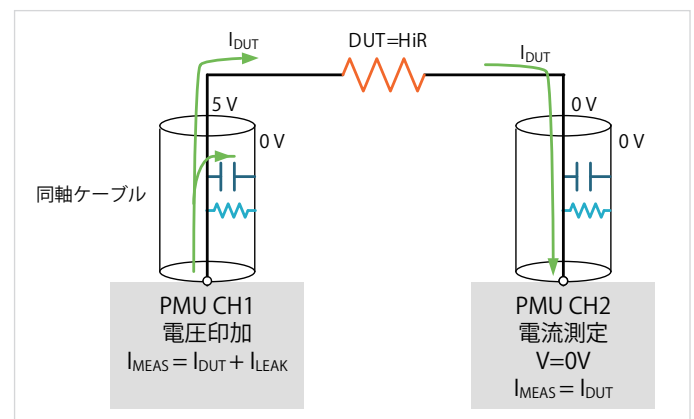 I_DUT
DUT=HiR
I_DUT
5 V
0 V
0 V
0 V
同軸ケーブル
PMU CH1
電圧印加
I_MEAS = I_DUT + I_LEAK
PMU CH2
電流測定
V=0V
I_MEAS = I_DUT